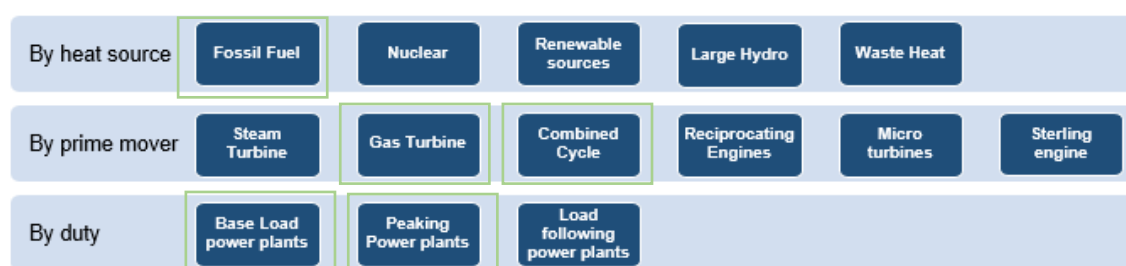 By heat source
Fossil Fuel
Nuclear
Renewable
sources
Large Hydro
Waste Heat
By prime mover
Steam
Turbine
Gas Turbine
Combined
Cycle
Reciprocating
Engines
Micro
turbines
Sterling
engine
By duty
Base Load
power plants
Peaking
Power plants
Load
following
power plants